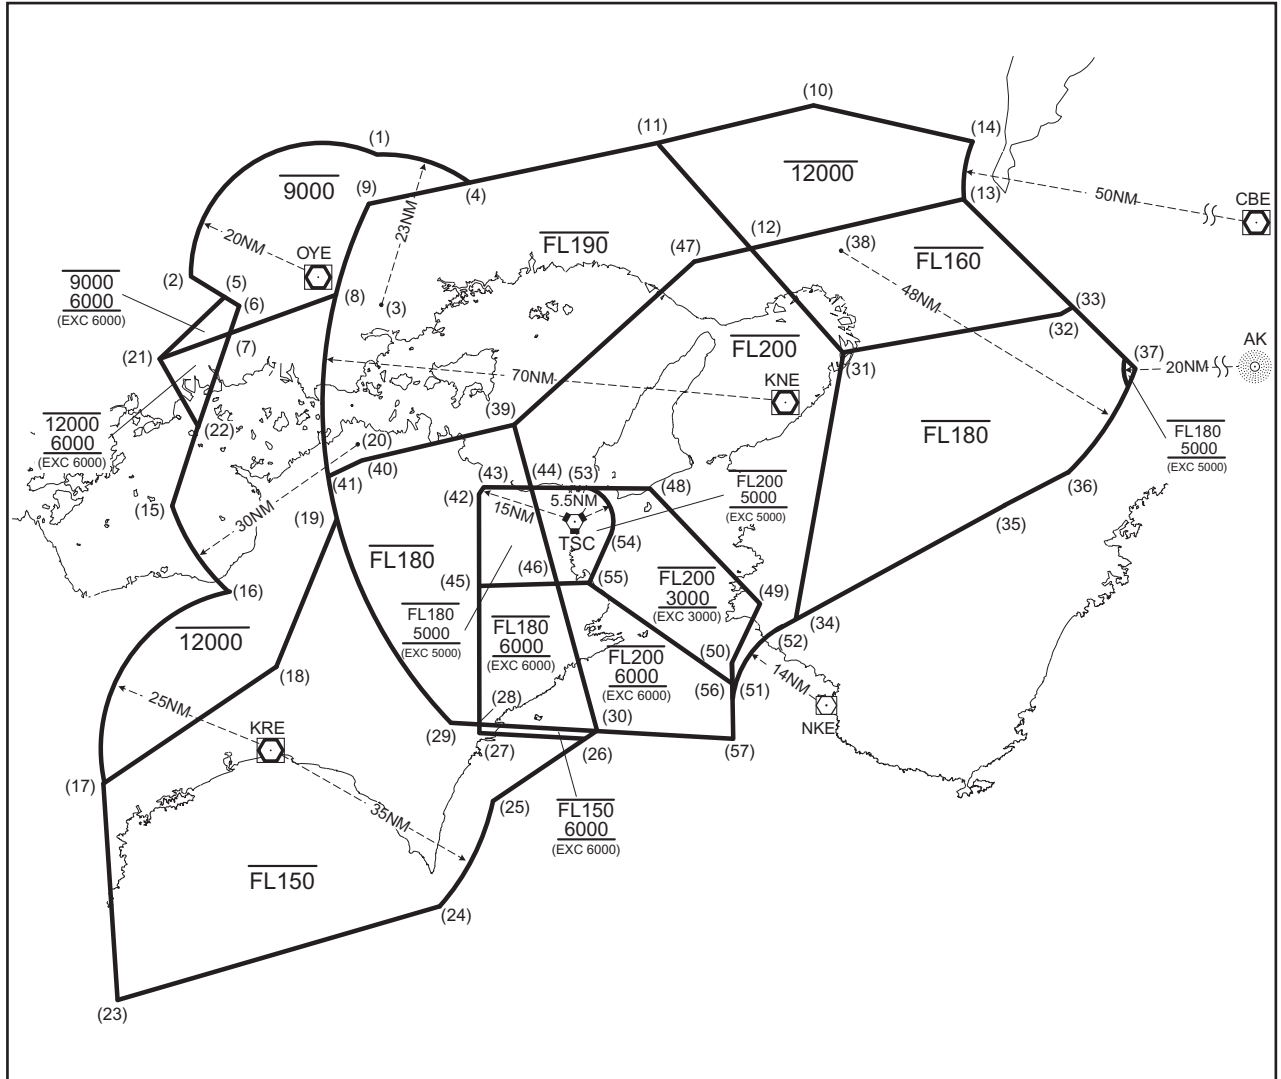 (10)
(1)
(11)
(14)
12000
9000
(9)
(4)
(13)
50NM
CBE
23NM
20NM
OYE
FL190
(12)
(38)
(47)
FL160
9000
6000
(EXC 6000)
(2)
(5)
(6)
(8)
(3)
48NM
(33)
(32)
(7)
(21)
FL200
(37)
AK
20NM
(31)
70NM
KNE
12000
6000
(EXC 6000)
(22)
(39)
(20)
FL180
FL180
5000
(EXC 5000)
(40)
(41)
(43)
(44)
(53)
(48)
FL200
5000
(EXC 5000)
(36)
(42)
15NM
5.5NM
(15)
(19)
30NM
TSC
(54)
(35)
FL180
(45)
(46)
(55)
FL200
3000
(EXC 3000)
(49)
(16)
FL180
5000
(EXC 5000)
FL180
6000
(EXC 6000)
(34)
12000
(52)
FL200
6000
(EXC 6000)
(50)
(18)
(56)
(51)
14NM
25NM
(28)
(30)
KRE
(29)
(27)
(26)
(57)
NKE
(17)
(25)
35NM
FL150
6000
(EXC 6000)
FL150
(24)
(23)